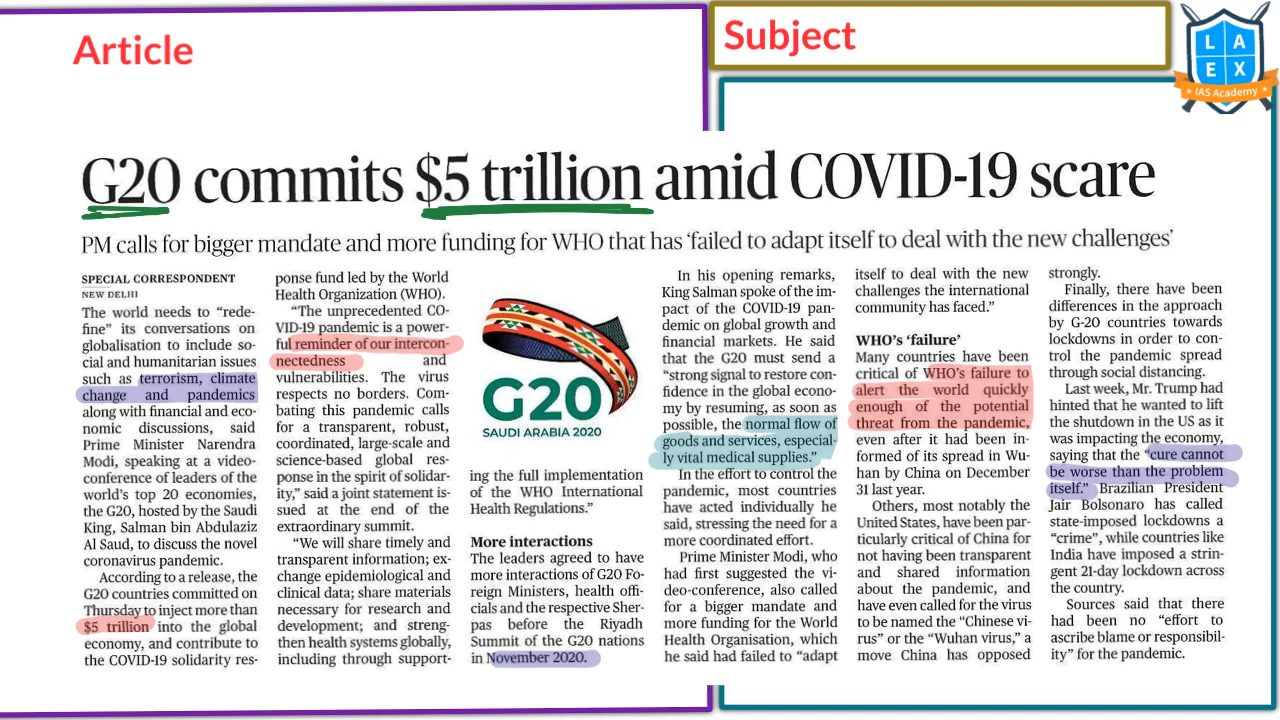 Article
Subject
L A
E X
IAS Academy
G20 commits $5 trillion amid COVID-19 scare
PM calls for bigger mandate and more funding for WHO that has ‘failed to adapt itself to deal with the new challenges’
SPECIAL CORRESPONDENT
NEW DELHI
The world needs to “rede-
fine” its conversations on
globalisation to include so-
cial and humanitarian issues
such as terrorism, climate
change and pandemics
along with financial and eco-
nomic discussions, said
Prime Minister Narendra
Modi, speaking at a video-
conference of leaders of the
world’s top 20 economies,
the G20, hosted by the Saudi
King, Salman bin Abdulaziz
Al Saud, to discuss the novel
coronavirus pandemic.
According to a release, the
G20 countries committed on
Thursday to inject more than
$5 trillion into the global
economy, and contribute to
the COVID-19 solidarity res-
ponse fund led by the World
Health Organization (WHO).
“The unprecedented CO-
VID-19 pandemic is a power-
ful reminder of our intercon-
nectedness and
vulnerabilities. The virus
respects no borders. Com-
bating this pandemic calls
for a transparent, robust,
coordinated, large-scale and
science-based global res-
ponse in the spirit of solidar-
ity,” said a joint statement is-
sued at the end of the
extraordinary summit.
“We will share timely and
transparent information; ex-
change epidemiological and
clinical data; share materials
necessary for research and
development; and streng-
then health systems globally,
including through support-
G20
SAUDI ARABIA 2020
ing the full implementation
of the WHO International
Health Regulations.”
More interactions
The leaders agreed to have
more interactions of G20 Fo-
reign Ministers, health offi-
cials and the respective Sher-
pas before the Riyadh
Summit of the G20 nations
in November 2020.
In his opening remarks,
King Salman spoke of the im-
pact of the COVID-19 pan-
demic on global growth and
financial markets. He said
that the G20 must send a
“strong signal to restore con-
fidence in the global econo-
my by resuming, as soon as
possible, the normal flow of
goods and services, especial-
ly vital medical supplies.”
In the effort to control the
pandemic, most countries
have acted individually he
said, stressing the need for a
more coordinated effort.
Prime Minister Modi, who
had first suggested the vi-
deo-conference, also called
for a bigger mandate and
more funding for the World
Health Organisation, which
he said had failed to “adapt
itself to deal with the new
challenges the international
community has faced.”
WHO’s ‘failure’
Many countries have been
critical of WHO’s failure to
alert the world quickly
enough of the potential
threat from the pandemic,
even after it had been in-
formed of its spread in Wu-
han by China on December
31 last year.
Others, most notably the
United States, have been par-
ticularly critical of China for
not having been transparent
and shared information
about the pandemic, and
have even called for the virus
to be named the “Chinese vi-
rus” or the “Wuhan virus,” a
move China has opposed
strongly.
Finally, there have been
differences in the approach
by G-20 countries towards
lockdowns in order to con-
trol the pandemic spread
through social distancing.
Last week, Mr. Trump had
hinted that he wanted to lift
the shutdown in the US as it
was impacting the economy,
saying that the “cure cannot
be worse than the problem
itself.” Brazilian President
Jair Bolsonaro has called
state-imposed lockdowns a
“crime”, while countries like
India have imposed a strin-
gent 21-day lockdown across
the country.
Sources said that there
had been no “effort to
ascribe blame or responsibil-
ity” for the pandemic.